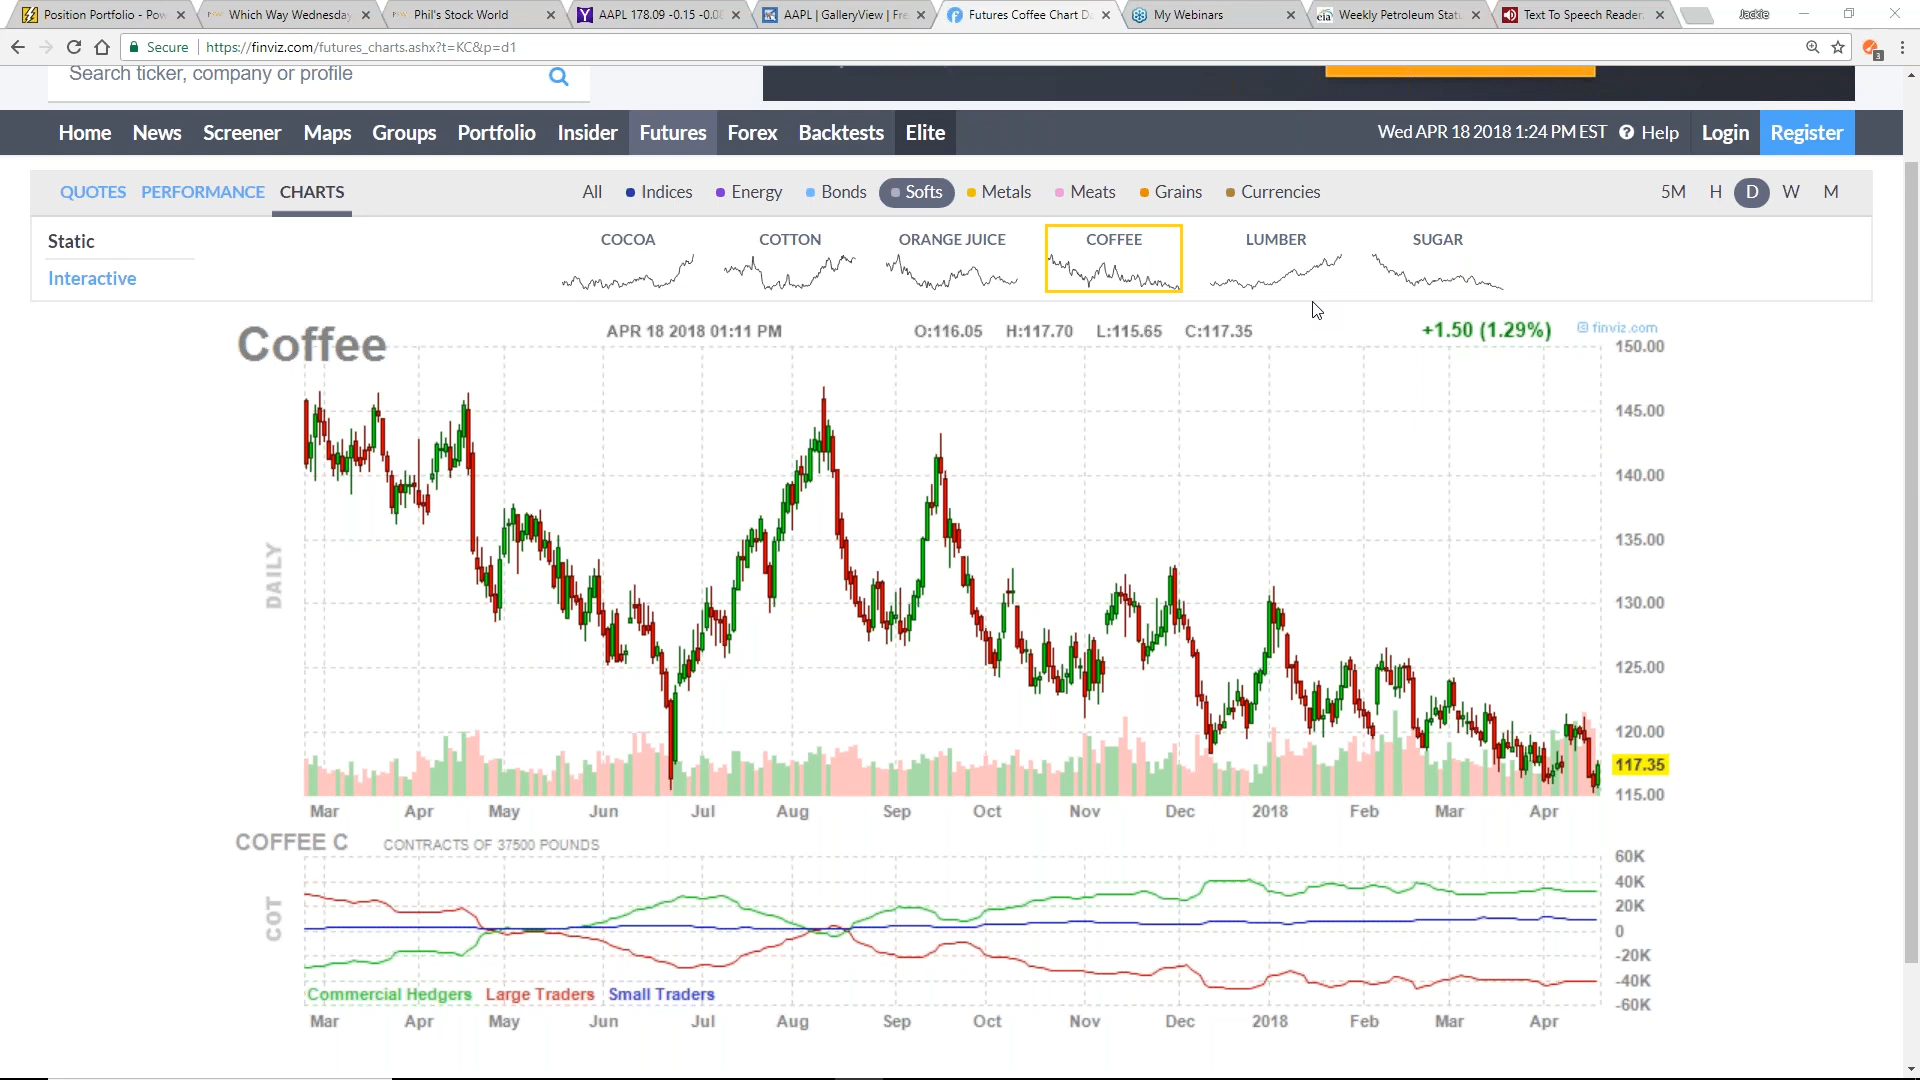 Position Portfolio - Pow
Which Way Wednesday
Phil's Stock World
AAPL 178.09 -0.15 -0.0
AAPL | GalleryView | Fre
Futures Coffee Chart D
My Webinars
Weekly Petroleum Stat
Text To Speech Reader
Jackie
Secure
https://finviz.com/futures_charts.ashx?t=KC&p=d1
3
Search ticker, company or profile
Home News Screener Maps Groups Portfolio Insider Futures Forex Backtests Elite
Wed APR 18 2018 1:24 PM EST Help Login Register
QUOTES PERFORMANCE CHARTS
All Indices Energy Bonds Softs Metals Meats Grains Currencies
5M H D W M
Static
Interactive
COCOA COTTON ORANGE JUICE COFFEE LUMBER SUGAR
Coffee
APR 18 2018 01:11 PM O:116.05 H:117.70 L:115.65 C:117.35 +1.50 (1.29%) © finviz.com
150.00
145.00
140.00
135.00
130.00
125.00
120.00
117.35
115.00
DAILY
Mar Apr May Jun Jul Aug Sep Oct Nov Dec 2018 Feb Mar Apr
COFFEE C CONTRACTS OF 37500 POUNDS
60K
40K
20K
0
-20K
-40K
-60K
COT
Commercial Hedgers Large Traders Small Traders
Mar Apr May Jun Jul Aug Sep Oct Nov Dec 2018 Feb Mar Apr